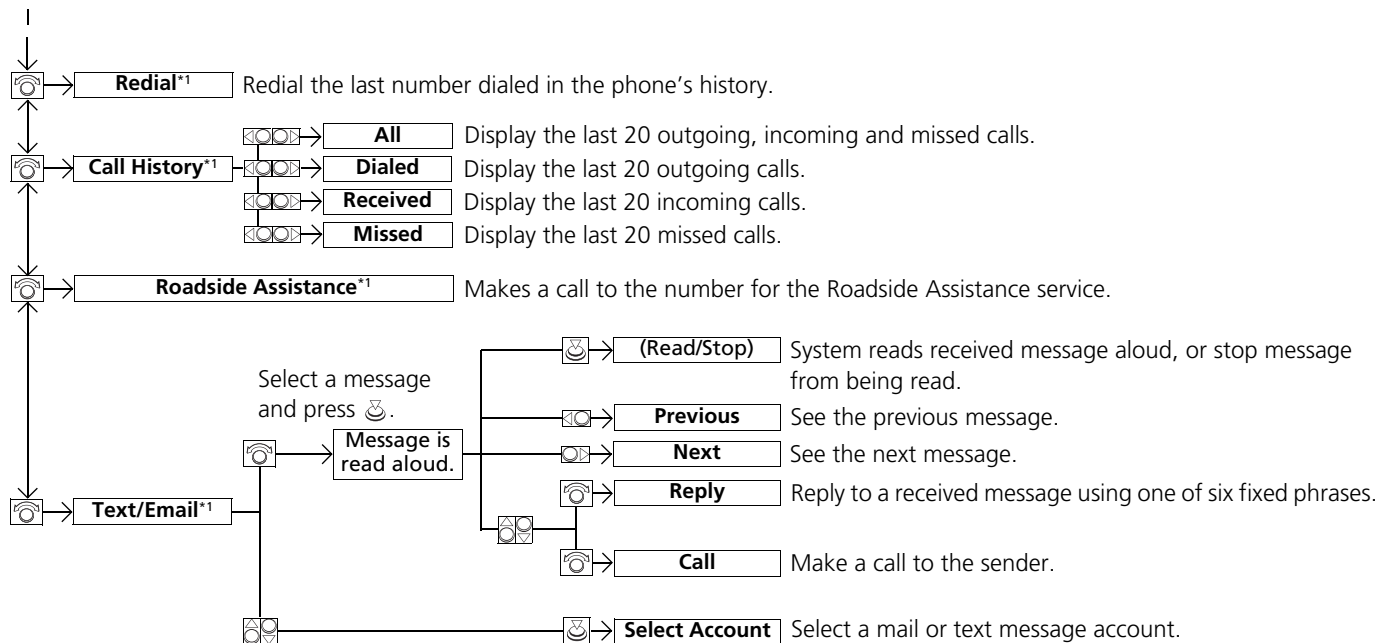 Redial*1 Redial the last number dialed in the phone's history.
All Display the last 20 outgoing, incoming and missed calls.
Call History*1 Dialed Display the last 20 outgoing calls.
Received Display the last 20 incoming calls.
Missed Display the last 20 missed calls.
Roadside Assistance*1 Makes a call to the number for the Roadside Assistance service.
(Read/Stop) System reads received message aloud, or stop message
from being read.
Select a message
and press .
Previous See the previous message.
Message is
read aloud.
Next See the next message.
Reply Reply to a received message using one of six fixed phrases.
Text/Email*1
Call Make a call to the sender.
Select Account Select a mail or text message account.